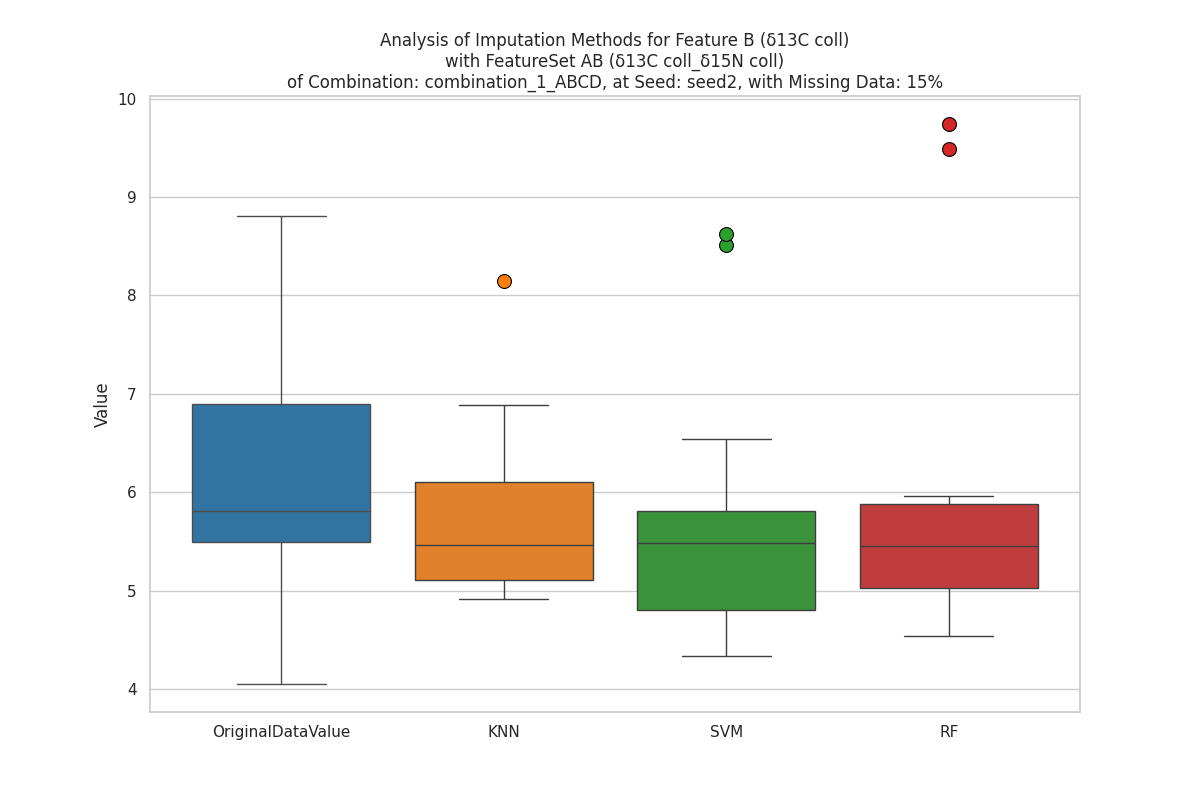 Analysis of Imputation Methods for Feature B (δ13C coll)
with FeatureSet AB (δ13C coll_δ15N coll)
of Combination: combination_1_ABCD, at Seed: seed2, with Missing Data: 15%
10
9
8
7
6
5
4
Value
OriginalDataValue
KNN
SVM
RF